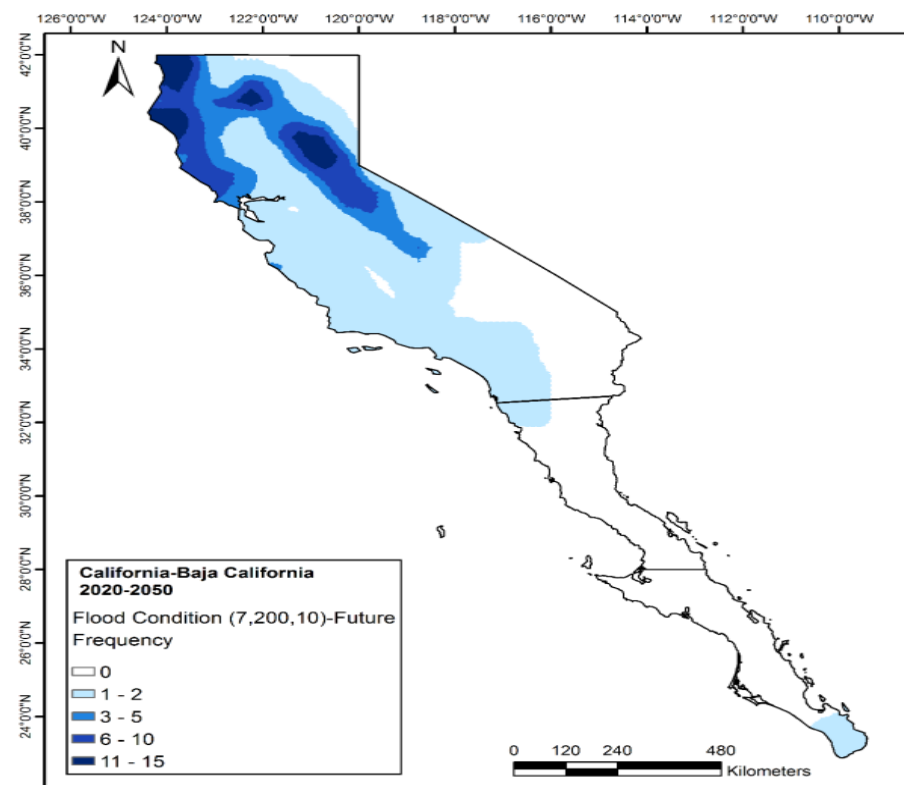 126°0'0"W 124°0'0"W 122°0'0"W 120°0'0"W 118°0'0"W 116°0'0"W 114°0'0"W 112°0'0"W 110°0'0"W
N
42°0'0"N
40°0'0"N
38°0'0"N
36°0'0"N
34°0'0"N
32°0'0"N
30°0'0"N
28°0'0"N
26°0'0"N
24°0'0"N
California-Baja California
2020-2050
Flood Condition (7,200,10)-Future
Frequency
0
1 - 2
3 - 5
6 - 10
11 - 15
0 120 240 480
Kilometers